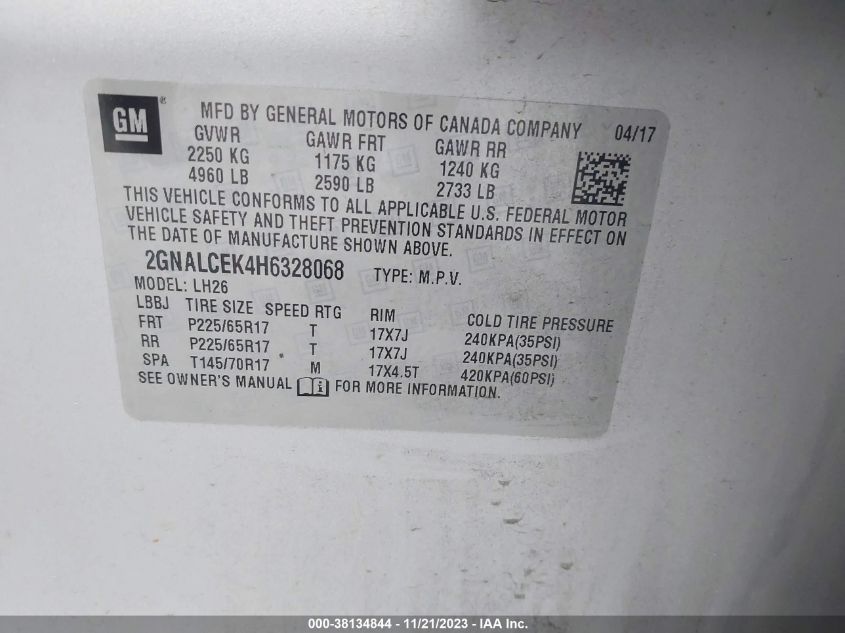 GM ® MFD BY GENERAL MOTORS OF CANADA COMPANY 04/17
GVWR GAWR FRT GAWR RR
2250 KG 1175 KG 1240 KG
4960 LB 2590 LB 2733 LB
THIS VEHICLE CONFORMS TO ALL APPLICABLE U.S. FEDERAL MOTOR
VEHICLE SAFETY AND THEFT PREVENTION STANDARDS IN EFFECT ON
THE DATE OF MANUFACTURE SHOWN ABOVE.
2GNALCEK4H6328068 TYPE: M.P.V.
MODEL: LH26
LBBJ TIRE SIZE SPEED RTG RIM COLD TIRE PRESSURE
FRT P225/65R17 T 17X7J 240KPA(35PSI)
RR P225/65R17 T 17X7J 240KPA(35PSI)
SPA T145/70R17 M 17X4.5T 420KPA(60PSI)
SEE OWNER'S MANUAL FOR MORE INFORMATION.
000-38134844 — 11/21/2023 - IAA Inc.